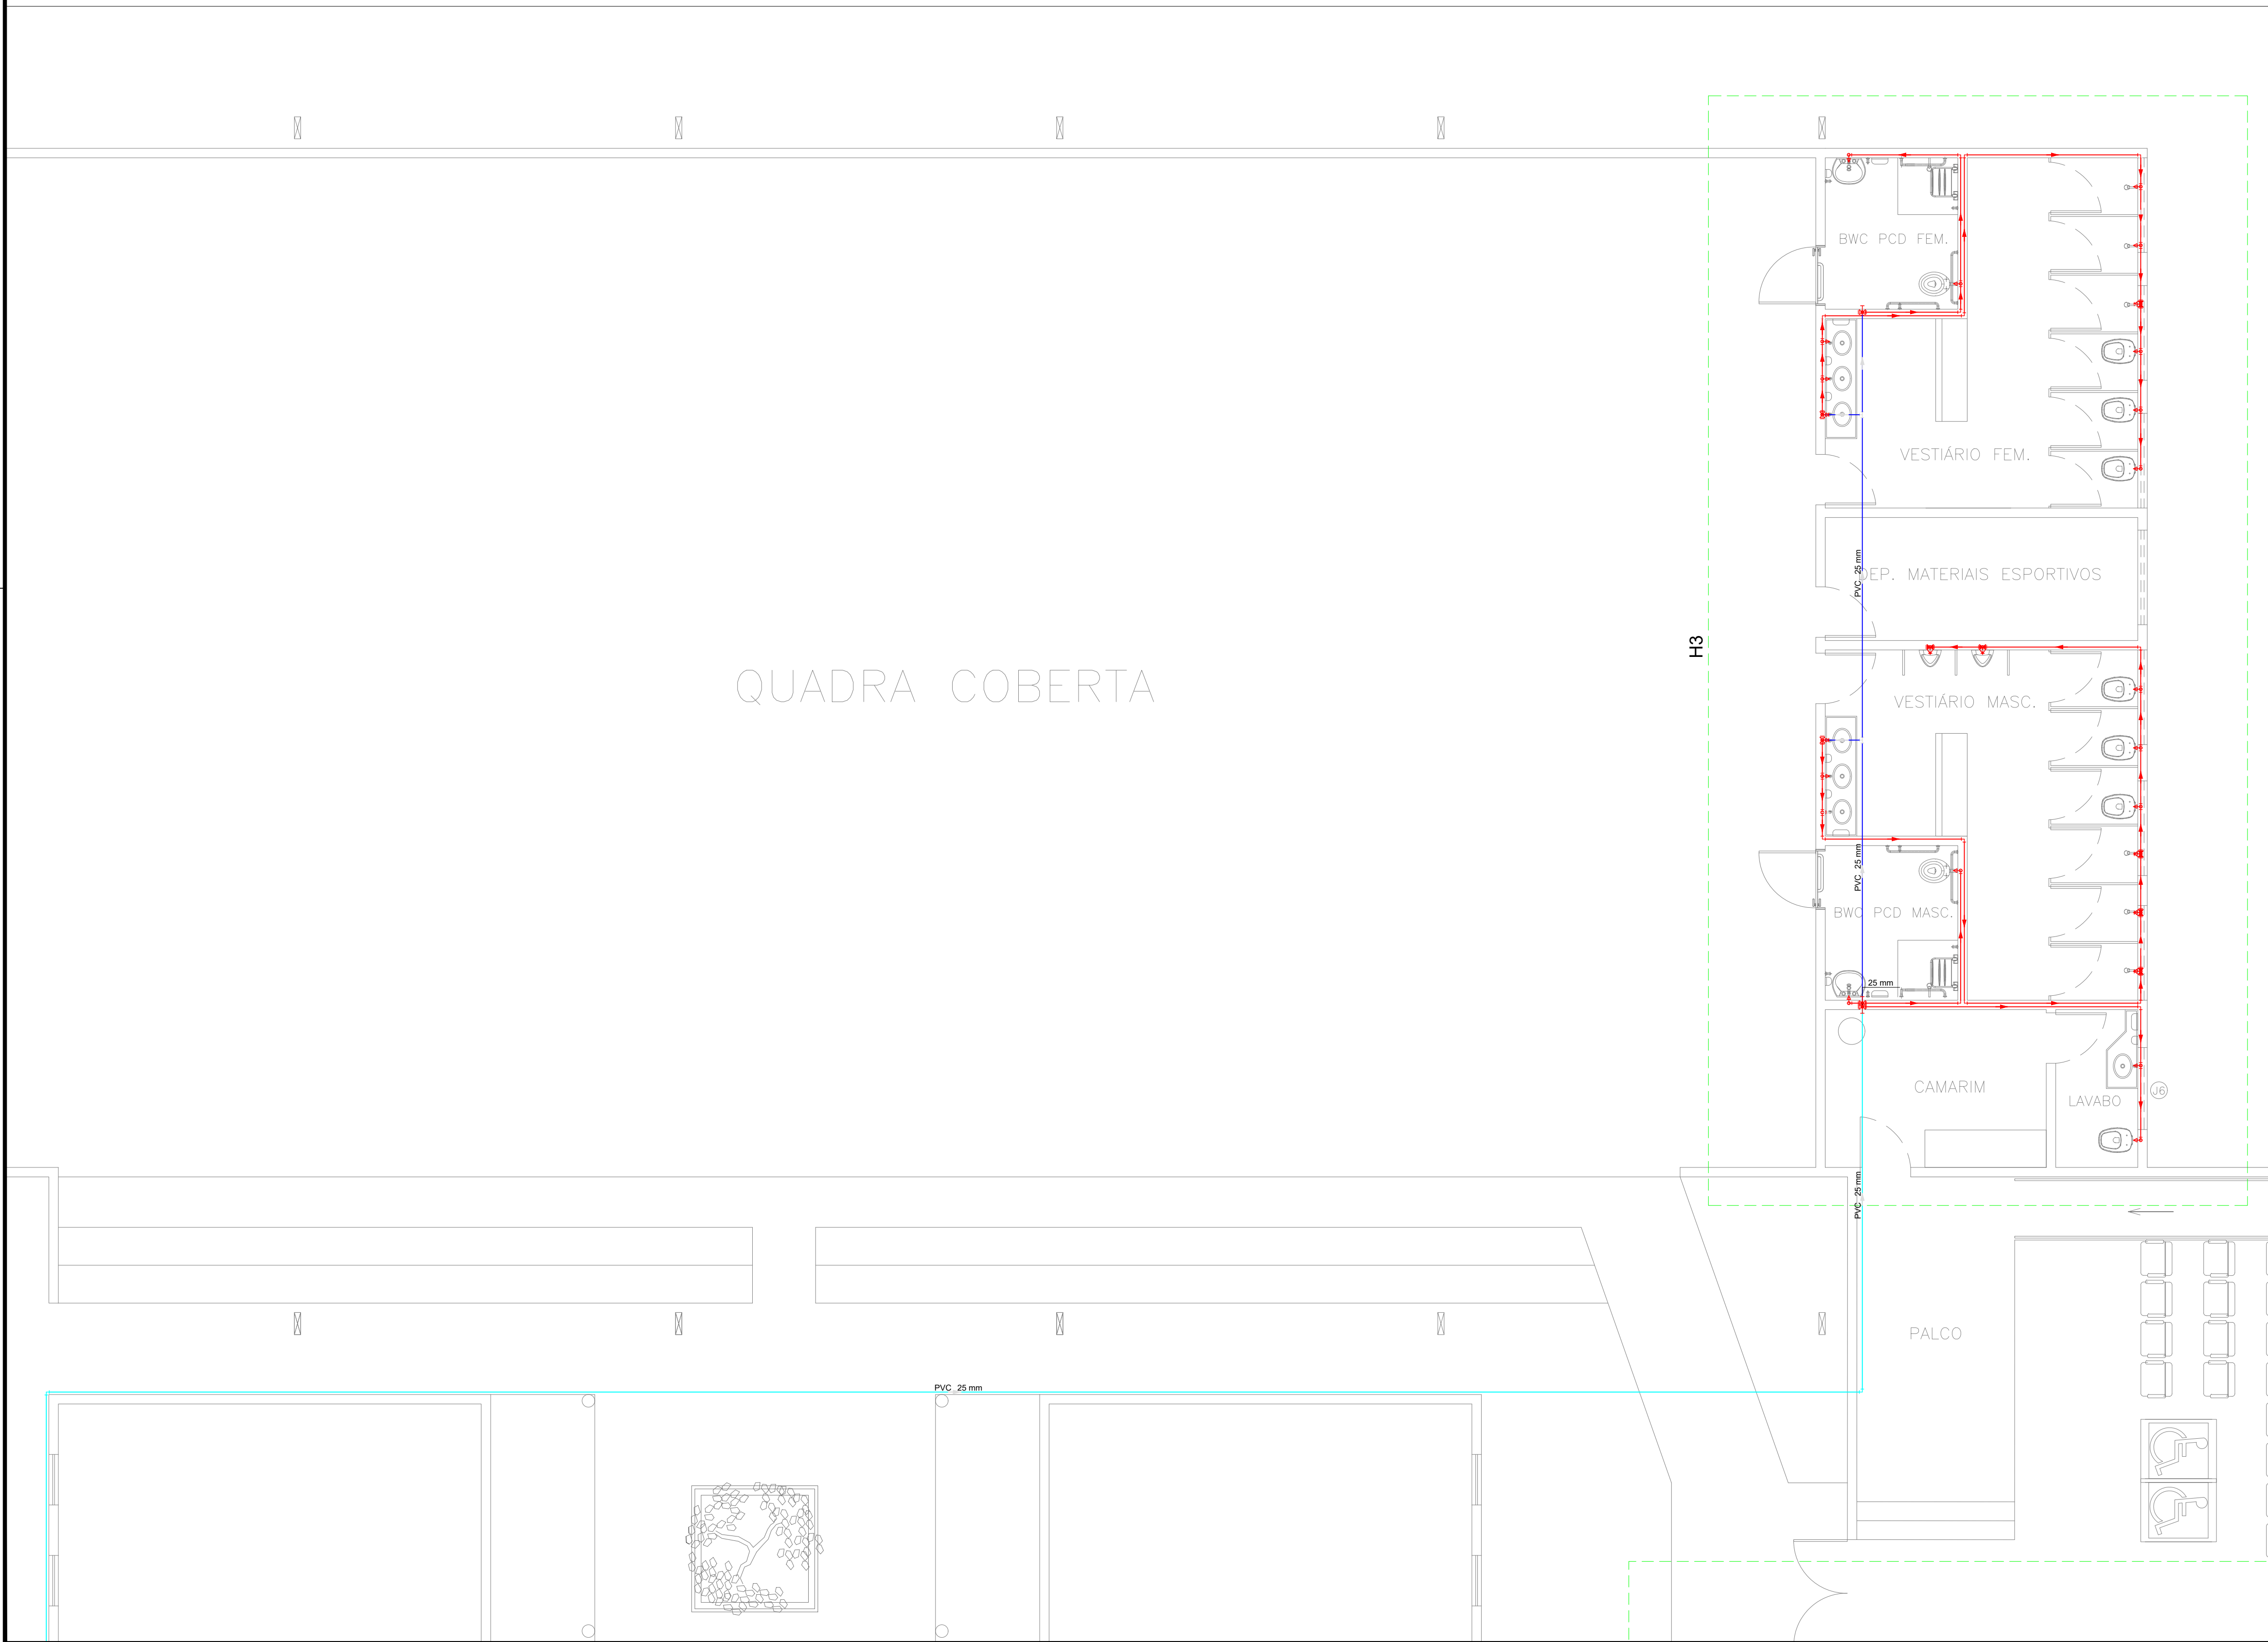 BWC PCD FEM.
VESTIÁRIO FEM.
PVC 25 mm
DEP. MATERIAIS ESPORTIVOS
H3
QUADRA COBERTA
VESTIÁRIO MASC.
PVC 25 mm
BWC PCD MASC.
25 mm
CAMARIM
LAVABO
J6
PVC 25 mm
PALCO
PVC 25 mm